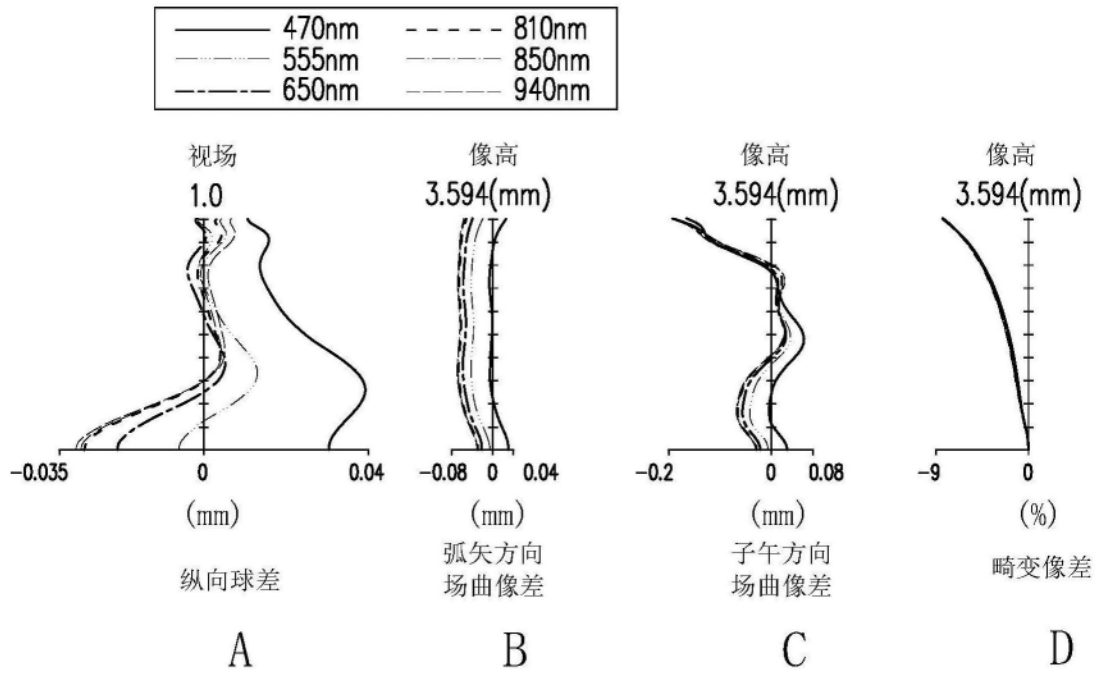 470nm 810nm
555nm 850nm
650nm 940nm
视场 像高 像高 像高
1.0 3.594(mm) 3.594(mm) 3.594(mm)
-0.035 0 0.04 -0.08 0 0.04 -0.2 0 0.08 -9 0
(mm) (mm) (mm) (%)
纵向球差 弧矢方向 子午方向 畸变像差
场曲像差 场曲像差
A B C D